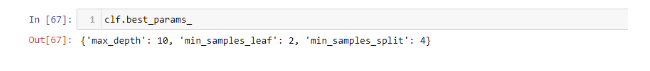 In [67]: 1 clf.best_params_
Out[67]: {'max_depth': 10, 'min_samples_leaf': 2, 'min_samples_split': 4}